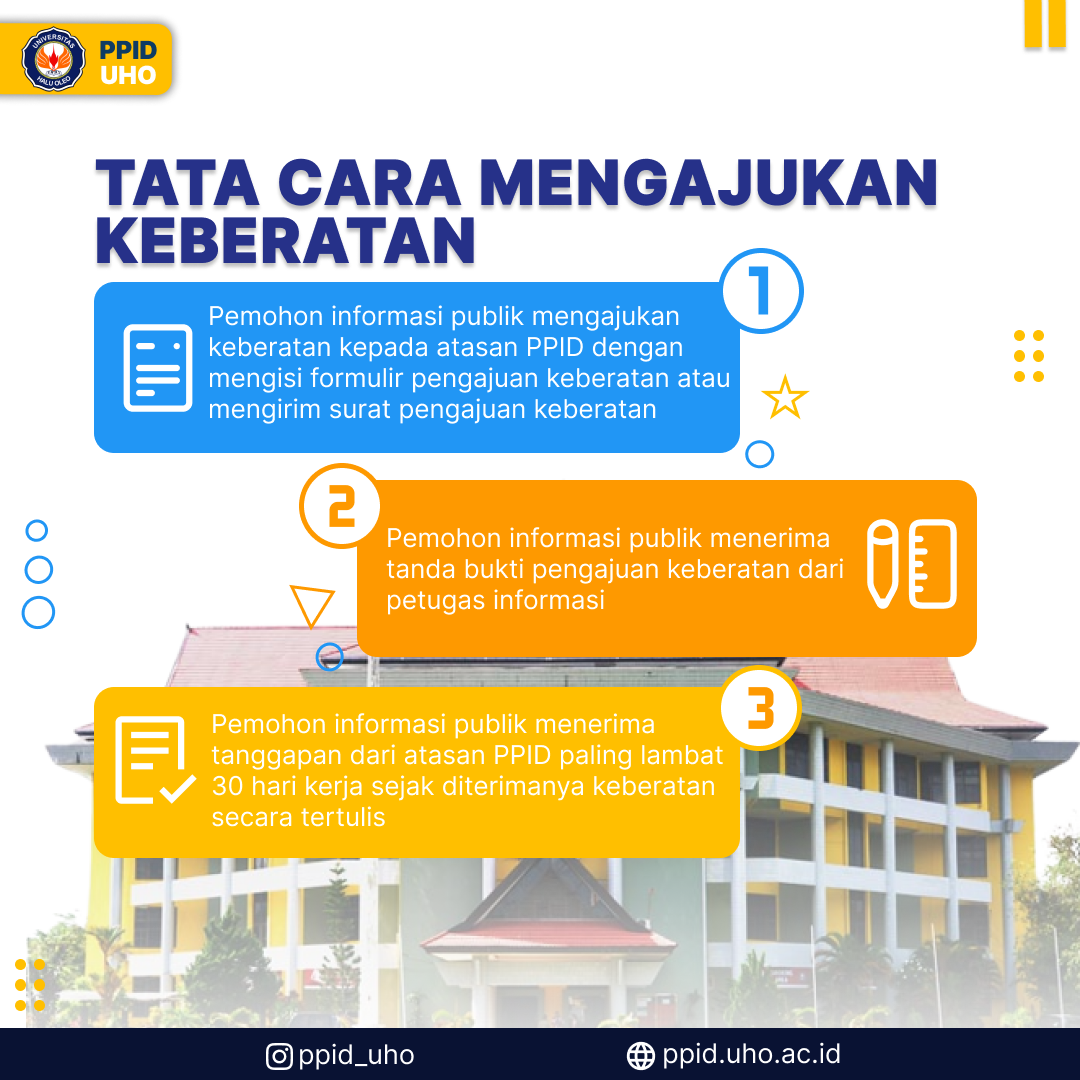 UNIVERSITAS
HALU OLEO
PPID
UHO
TATA CARA MENGAJUKAN
KEBERATAN
1
Pemohon informasi publik mengajukan
keberatan kepada atasan PPID dengan
mengisi formulir pengajuan keberatan atau
mengirim surat pengajuan keberatan
2
Pemohon informasi publik menerima
tanda bukti pengajuan keberatan dari
petugas informasi
3
Pemohon informasi publik menerima
tanggapan dari atasan PPID paling lambat
30 hari kerja sejak diterimanya keberatan
secara tertulis
ppid_uho
ppid.uho.ac.id